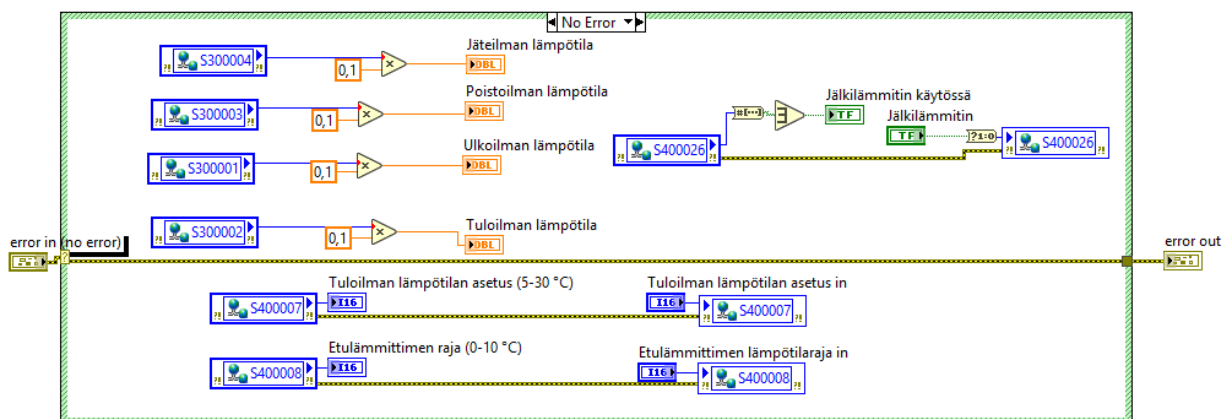 No Error
Jäteilman lämpötila
S300004
0,1
DBL
Poistoilman lämpötila
S300003
0,1
DBL
Jälkilämmitin käytössä
#[...]
TF
Jälkilämmitin
TF
?1:0
S400026
S400026
Ulkoilman lämpötila
S300001
0,1
DBL
Tuloilman lämpötila
S300002
0,1
DBL
error in (no error)
?
error out
Tuloilman lämpötilan asetus (5-30 °C)
S400007
I16
Tuloilman lämpötilan asetus in
I16
S400007
Etulämmittimen raja (0-10 °C)
S400008
I16
Etulämmittimen lämpötilaraja in
I16
S400008